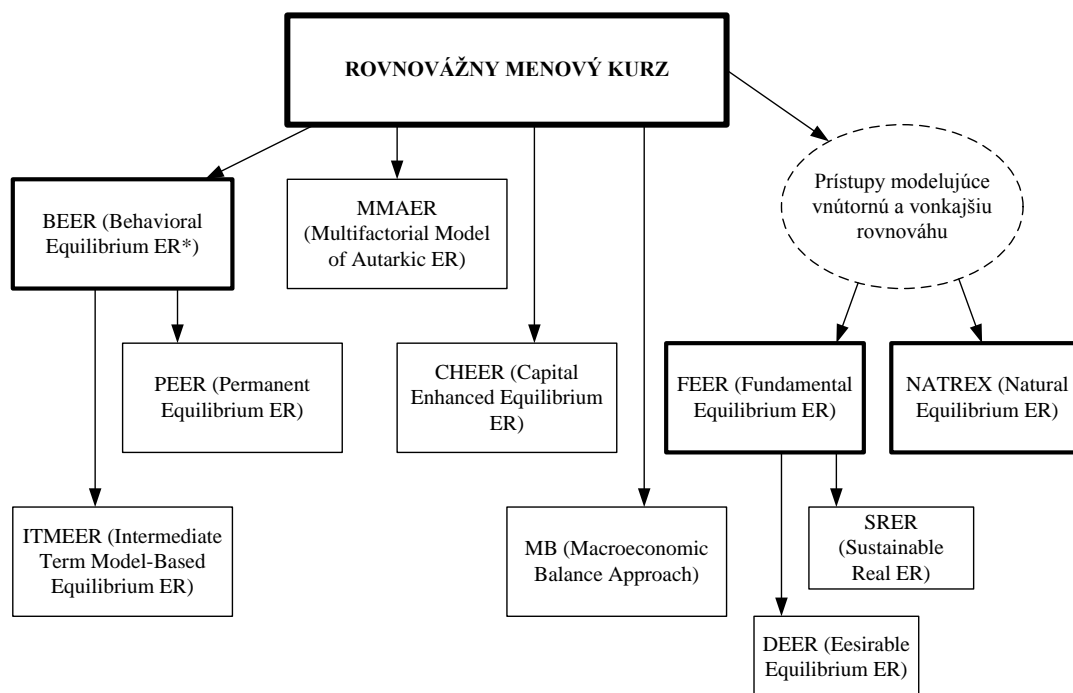 ROVNOVÁŽNY MENOVÝ KURZ
BEER (Behavioral
Equilibrium ER*)
MMAER
(Multifactorial Model
of Autarkic ER)
Prístupy modelujúce
vnútornú a vonkajšiu
rovnováhu
PEER (Permanent
Equilibrium ER)
CHEER (Capital
Enhanced Equilibrium
ER)
FEER (Fundamental
Equilibrium ER)
NATREX (Natural
Equilibrium ER)
ITMEER (Intermediate
Term Model-Based
Equilibrium ER)
MB (Macroeconomic
Balance Approach)
SRER
(Sustainable
Real ER)
DEER (Eesirable
Equilibrium ER)